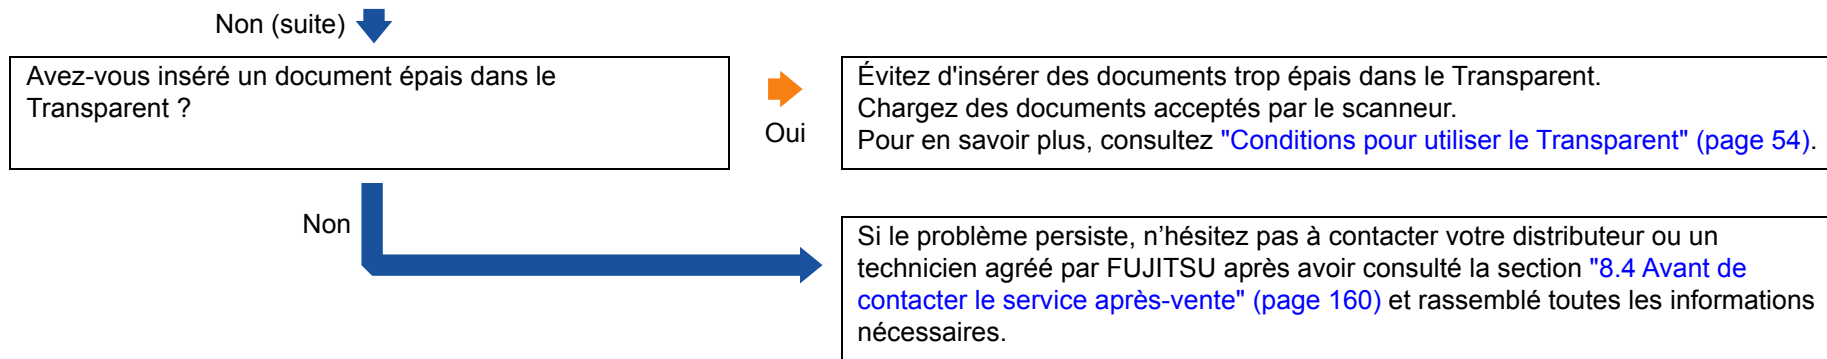 Non (suite)
Avez-vous inséré un document épais dans le
Transparent ?
Oui
Évitez d'insérer des documents trop épais dans le Transparent.
Chargez des documents acceptés par le scanneur.
Pour en savoir plus, consultez "Conditions pour utiliser le Transparent" (page 54).
Non
Si le problème persiste, n’hésitez pas à contacter votre distributeur ou un
technicien agréé par FUJITSU après avoir consulté la section "8.4 Avant de
contacter le service après-vente" (page 160) et rassemblé toutes les informations
nécessaires.